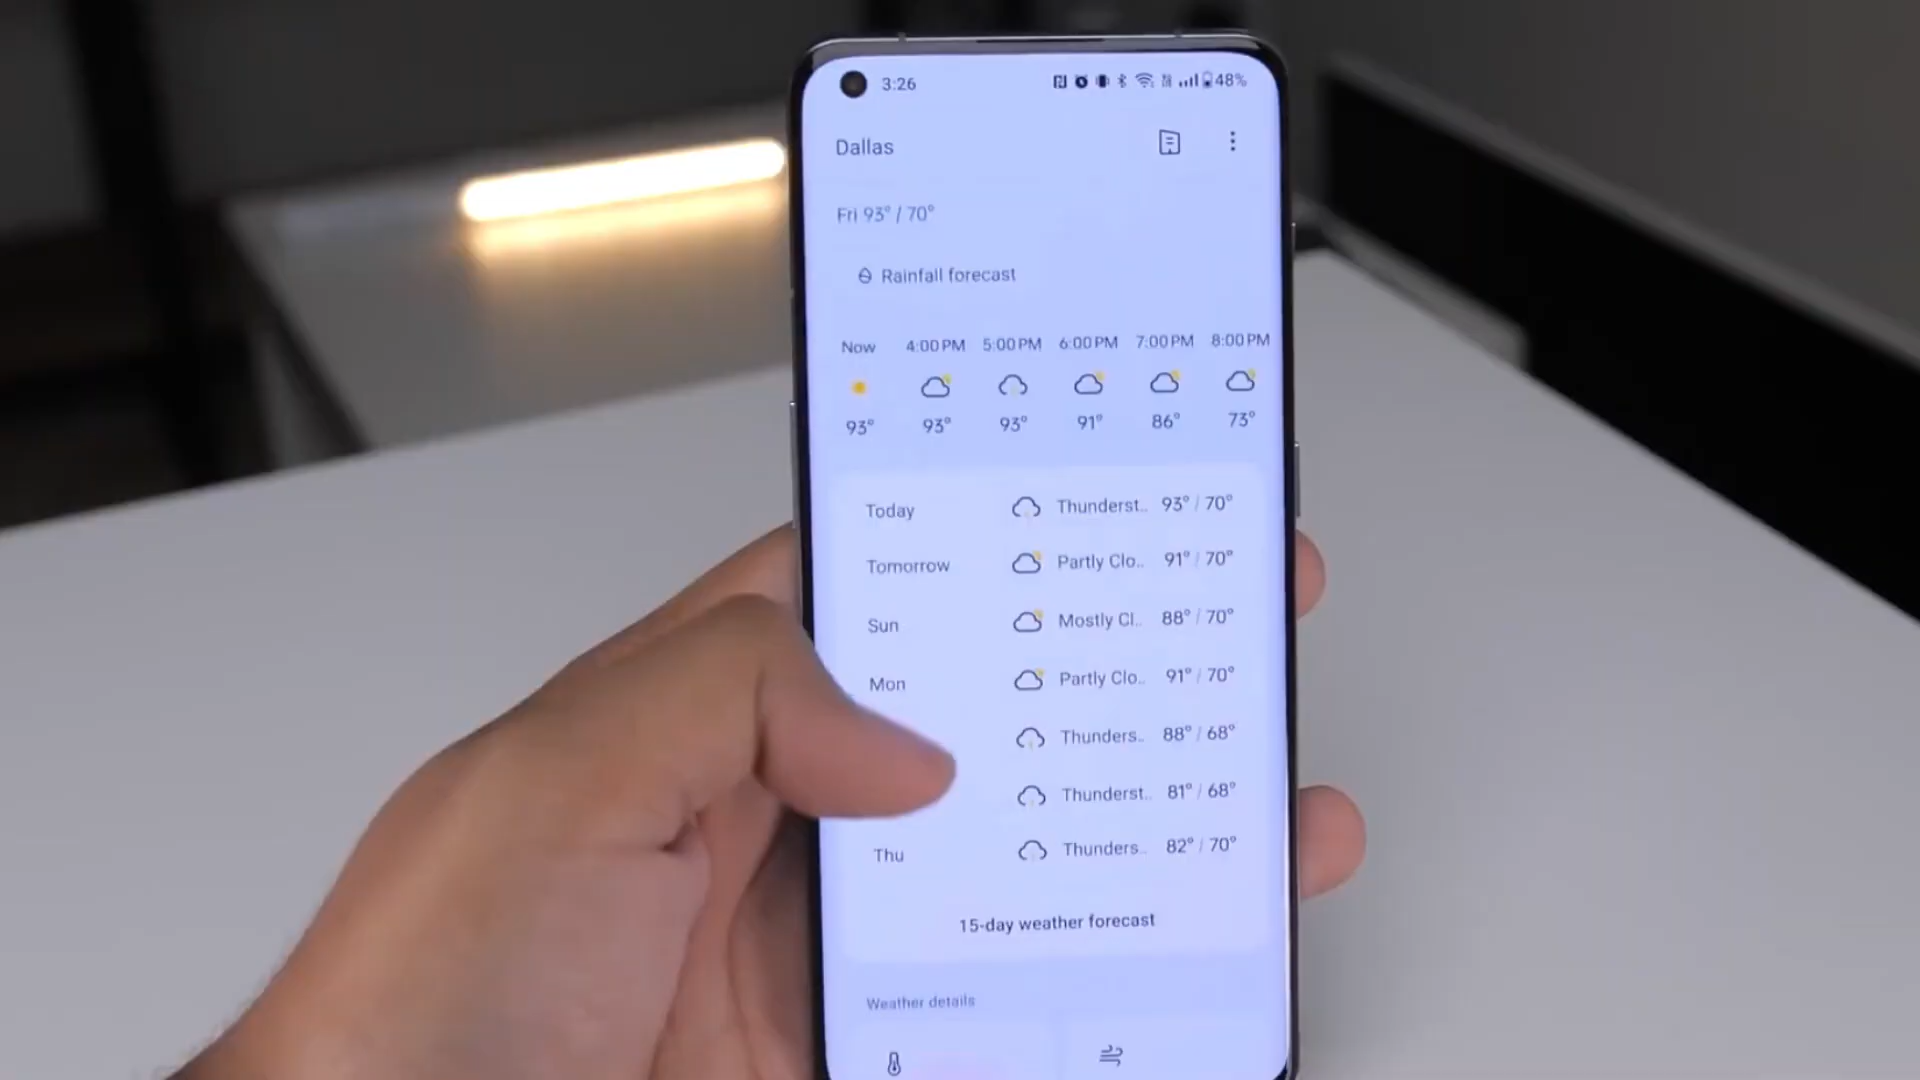 3:26 48%
Dallas
Fri 93° / 70°
Rainfall forecast
Now 4:00 PM 5:00 PM 6:00 PM 7:00 PM 8:00 PM
93° 93° 93° 91° 86° 73°
Today Thunderst.. 93° / 70°
Tomorrow Partly Clo.. 91° / 70°
Sun Mostly Cl.. 88° / 70°
Mon Partly Clo.. 91° / 70°
Thunders.. 88° / 68°
Thunderst.. 81° / 68°
Thu Thunders.. 82° / 70°
15-day weather forecast
Weather details